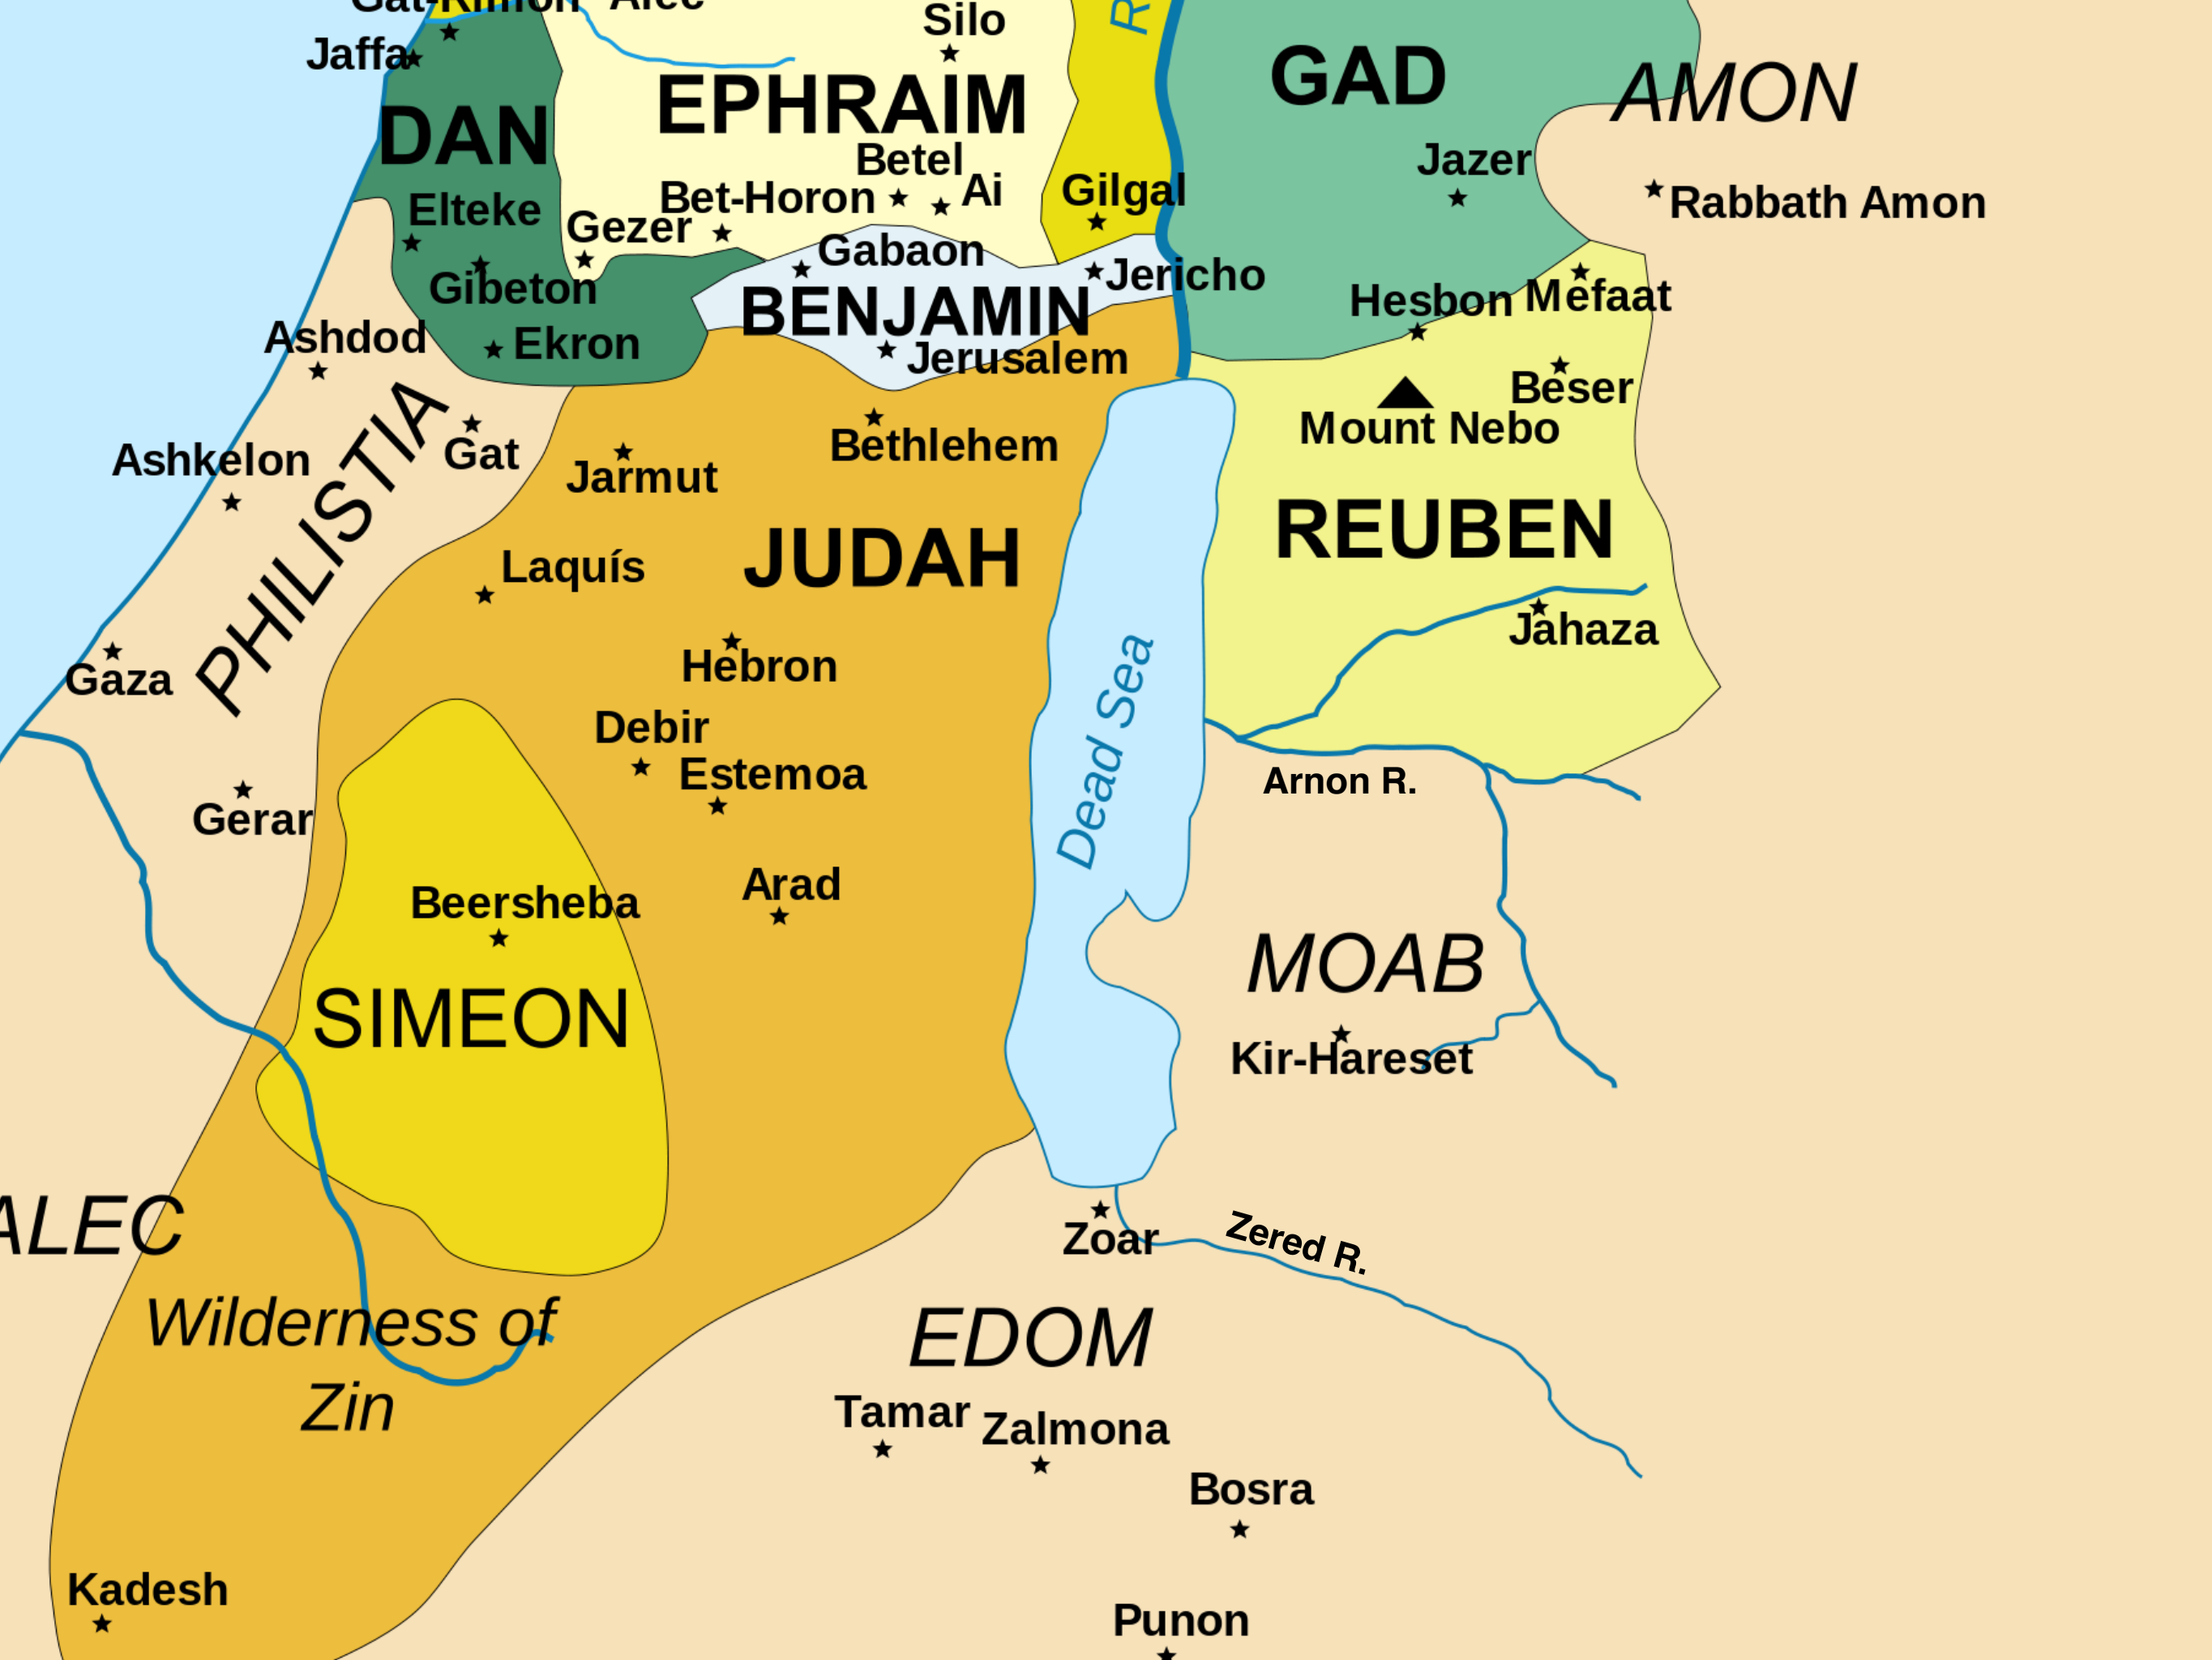 Gat-Rimon
Silo
R
Jaffa
EPHRAIM
GAD
AMON
DAN
Betel
Jazer
Bet-Horon
Ai
Gilgal
Rabbath Amon
Elteke
Gezer
Gabaon
Jericho
Gibeton
BENJAMIN
Hesbon
Mefaat
Ashdod
Ekron
Jerusalem
Beser
Mount Nebo
Bethlehem
Gat
Ashkelon
Jarmut
PHILISTIA
REUBEN
JUDAH
Laquís
Jahaza
Hebron
Gaza
Debir
Dead Sea
Estemoa
Arnon R.
Gerar
Arad
Beersheba
MOAB
SIMEON
Kir-Hareset
ALEC
Zoar
Zered R.
Wilderness of
Zin
EDOM
Tamar
Zalmona
Bosra
Kadesh
Punon